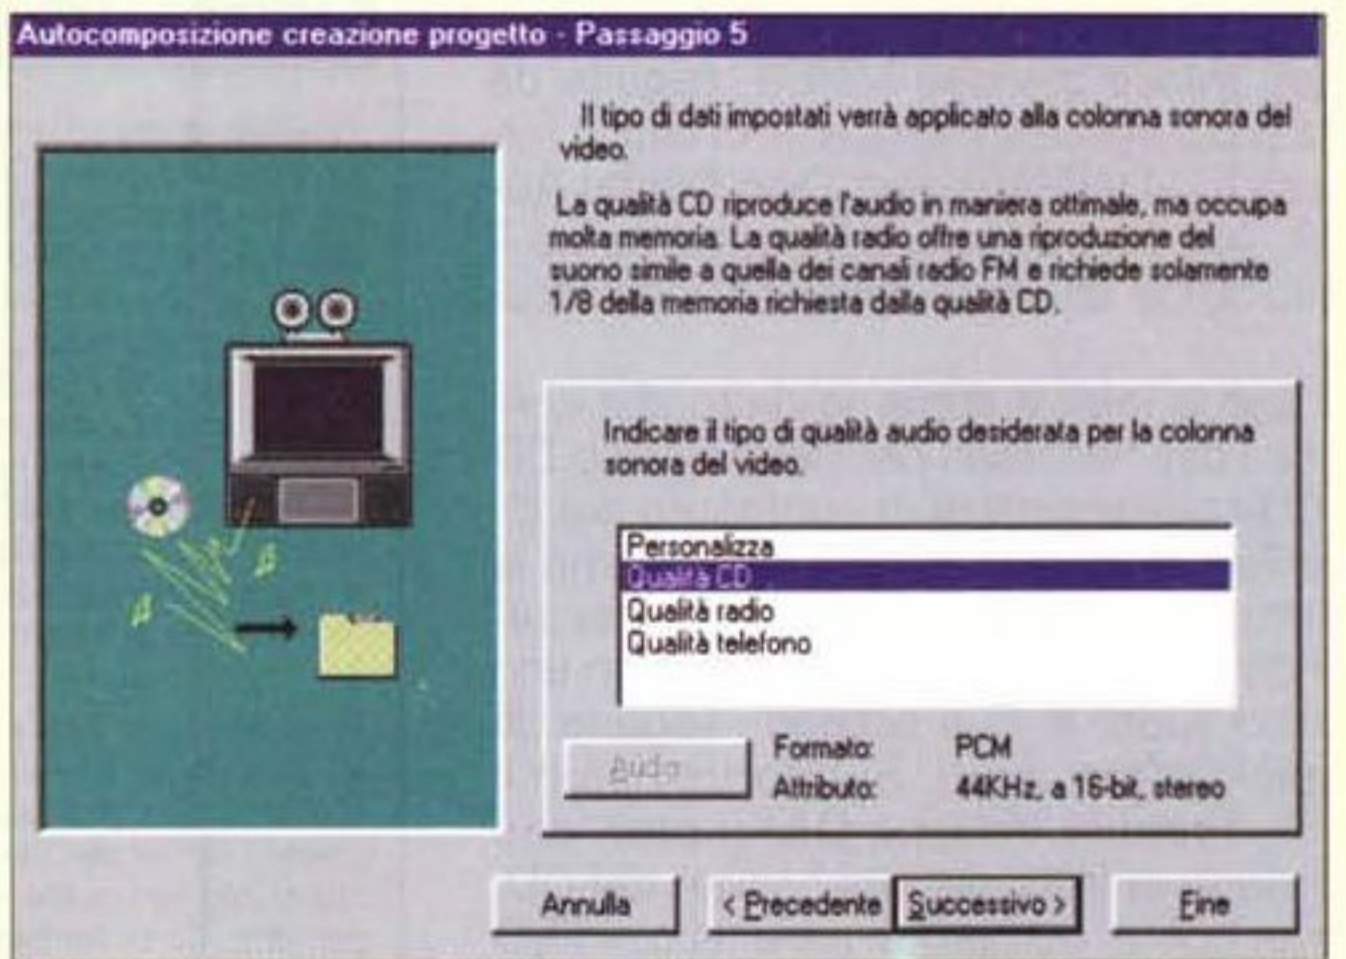 Autocomposizione creazione progetto - Passaggio 5
Il tipo di dati impostati verrà applicato alla colonna sonora del
video.
La qualità CD riproduce l'audio in maniera ottimale, ma occupa
molta memoria. La qualità radio offre una riproduzione del
suono simile a quella dei canali radio FM e richiede solamente
1/8 della memoria richiesta dalla qualità CD.
Indicare il tipo di qualità audio desiderata per la colonna
sonora del video.
Personalizza
Qualità CD
Qualità radio
Qualità telefono
Audio...
Formato: PCM
Attributo: 44KHz, a 16-bit, stereo
Annulla
< Precedente
Successivo >
Fine